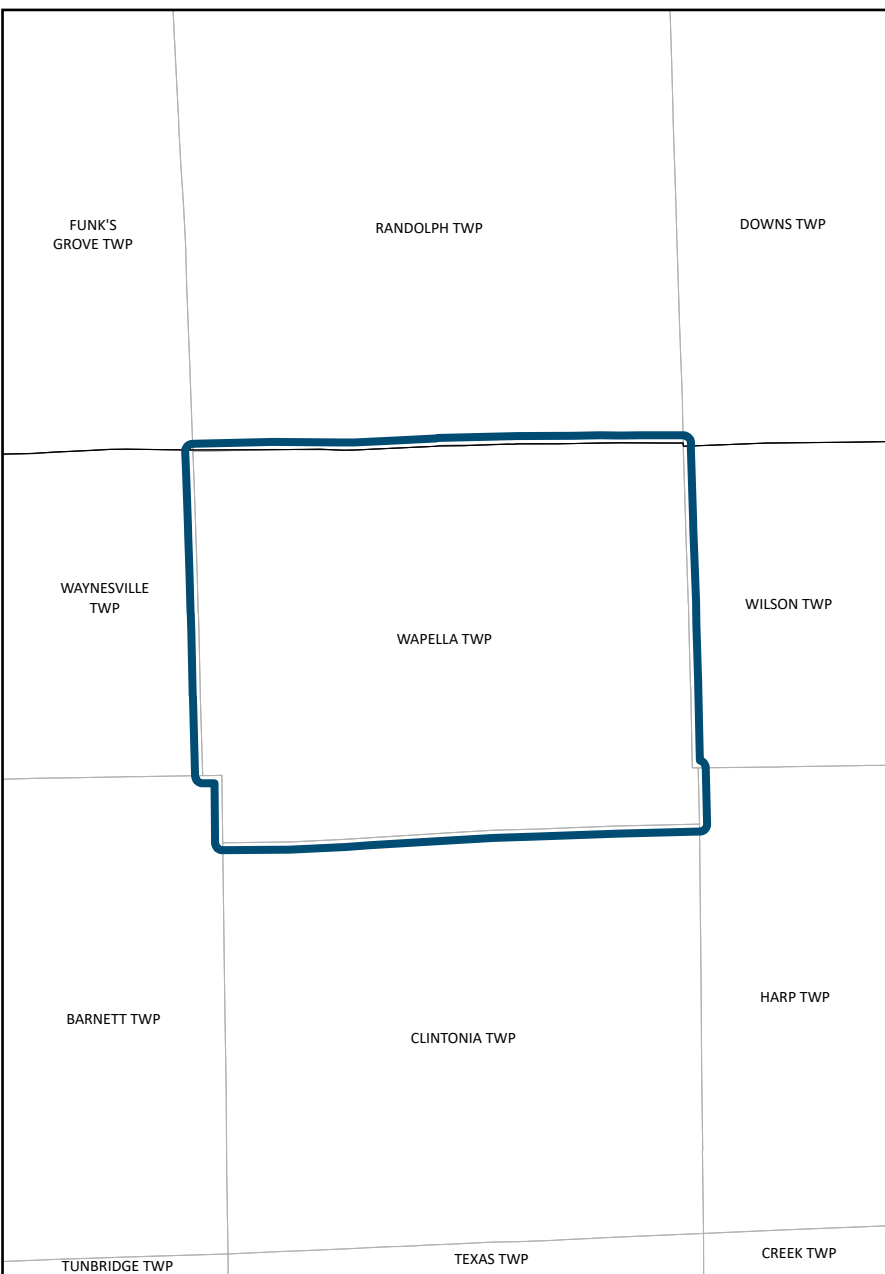 FUNK'S
GROVE TWP
RANDOLPH TWP
DOWNS TWP
WAYNESVILLE
TWP
WAPELLA TWP
WILSON TWP
BARNETT TWP
CLINTONIA TWP
HARP TWP
TUNBRIDGE TWP
TEXAS TWP
CREEK TWP